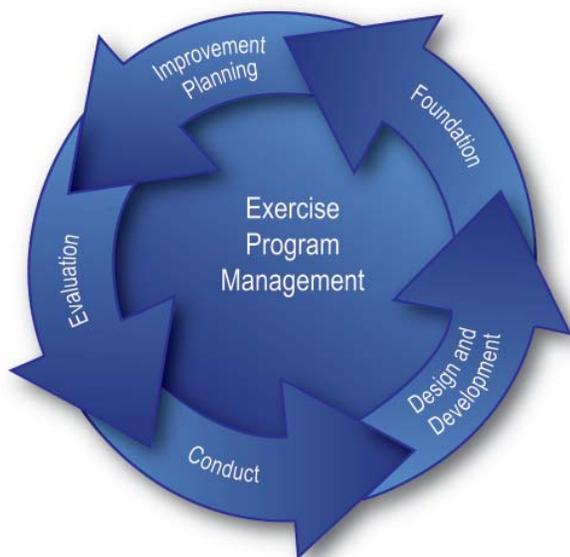 Improvement
Planning
Foundation
Exercise
Program
Management
Evaluation
Design and
Development
Conduct